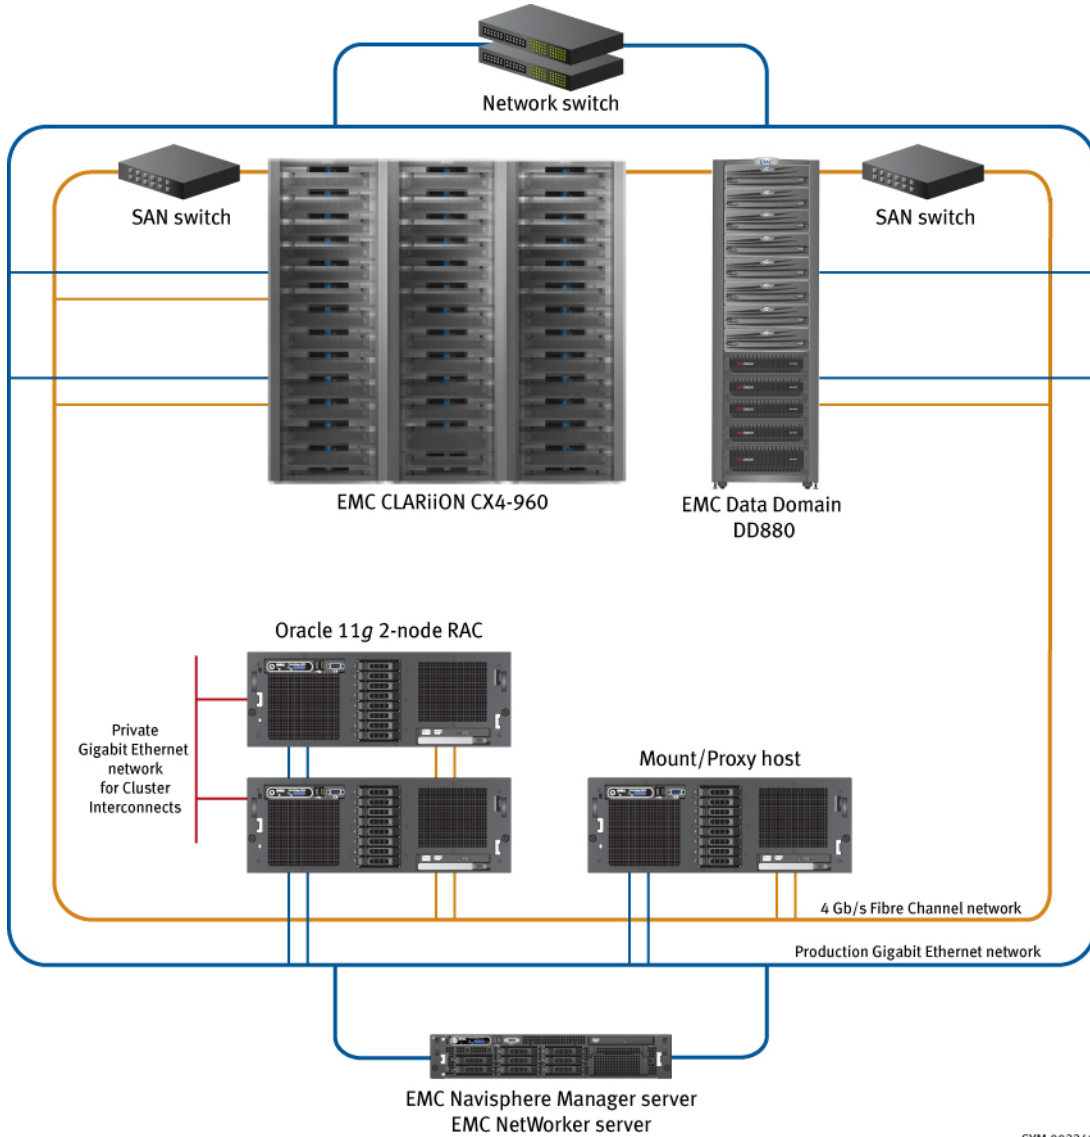 Network switch
SAN switch
SAN switch
EMC
EMC CLARiiON CX4-960
EMC Data Domain
DD880
Oracle 11g 2-node RAC
Private
Gigabit Ethernet
network
for Cluster
Interconnects
Mount/Proxy host
4 Gb/s Fibre Channel network
Production Gigabit Ethernet network
EMC Navisphere Manager server
EMC NetWorker server